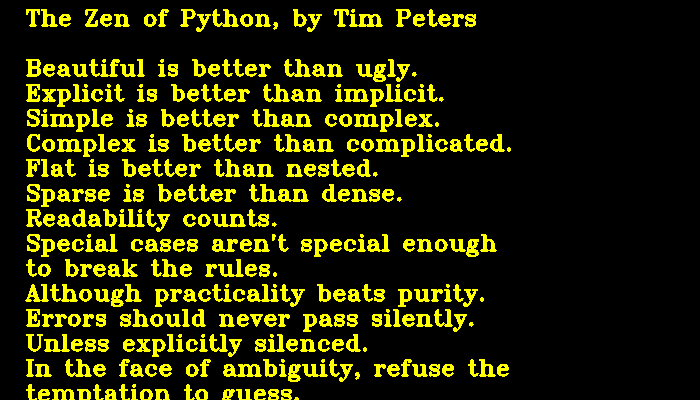 The Zen of Python, by Tim Peters
Beautiful is better than ugly.
Explicit is better than implicit.
Simple is better than complex.
Complex is better than complicated.
Flat is better than nested.
Sparse is better than dense.
Readability counts.
Special cases aren't special enough
to break the rules.
Although practicality beats purity.
Errors should never pass silently.
Unless explicitly silenced.
In the face of ambiguity, refuse the
temptation to guess.